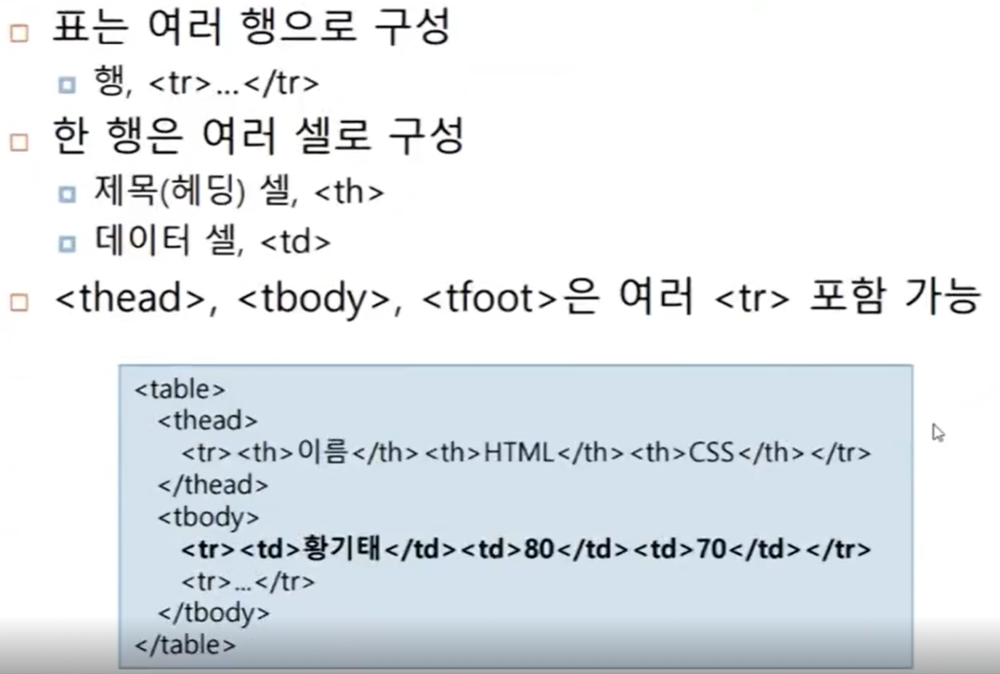 표는 여러 행으로 구성
행, <tr>...</tr>
한 행은 여러 셀로 구성
제목(헤딩) 셀, <th>
데이터 셀, <td>
<thead>, <tbody>, <tfoot>은 여러 <tr> 포함 가능
<table>
<thead>
<tr><th>이름</th><th>HTML</th><th>CSS</th></tr>
</thead>
<tbody>
<tr><td>황기태</td><td>80</td><td>70</td></tr>
<tr>...</tr>
</tbody>
</table>